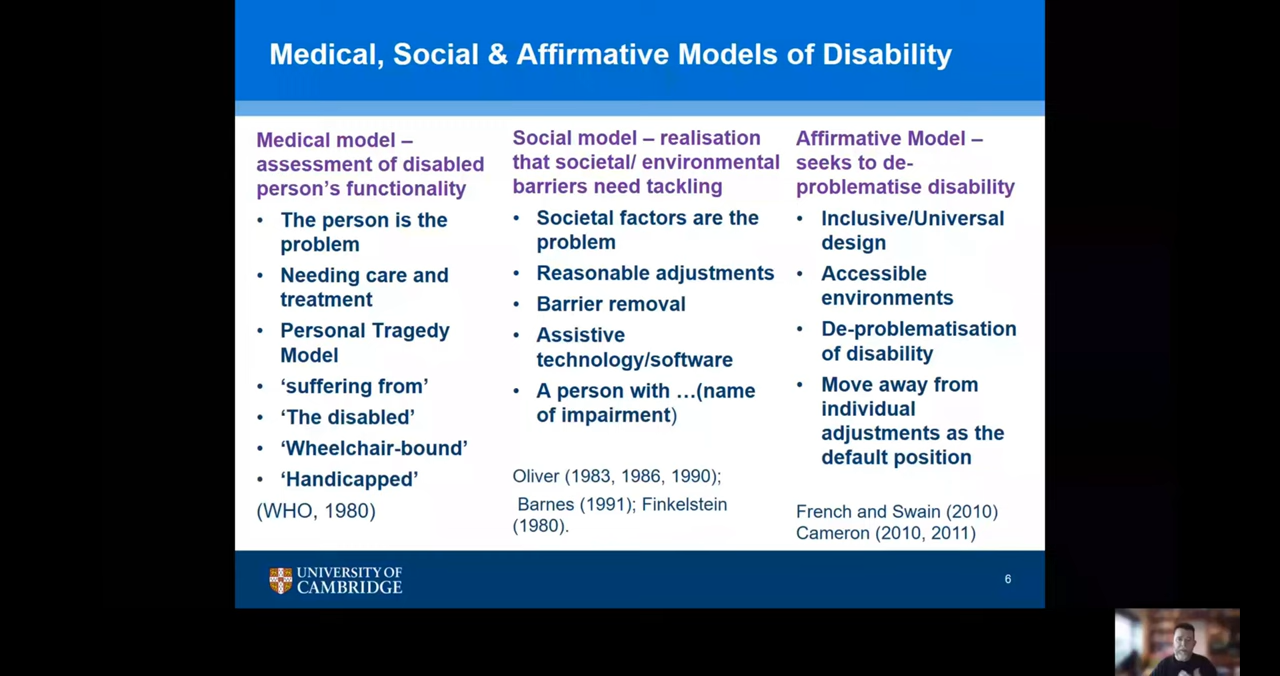 Medical, Social & Affirmative Models of Disability
Medical model –
assessment of disabled
person’s functionality
• The person is the
problem
• Needing care and
treatment
• Personal Tragedy
Model
• ‘suffering from’
• ‘The disabled’
• ‘Wheelchair-bound’
• ‘Handicapped’
(WHO, 1980)
Social model – realisation
that societal/ environmental
barriers need tackling
• Societal factors are the
problem
• Reasonable adjustments
• Barrier removal
• Assistive
technology/software
• A person with …(name
of impairment)
Oliver (1983, 1986, 1990);
Barnes (1991); Finkelstein
(1980).
Affirmative Model –
seeks to de-
problematise disability
• Inclusive/Universal
design
• Accessible
environments
• De-problematisation
of disability
• Move away from
individual
adjustments as the
default position
French and Swain (2010)
Cameron (2010, 2011)
UNIVERSITY OF
CAMBRIDGE
6